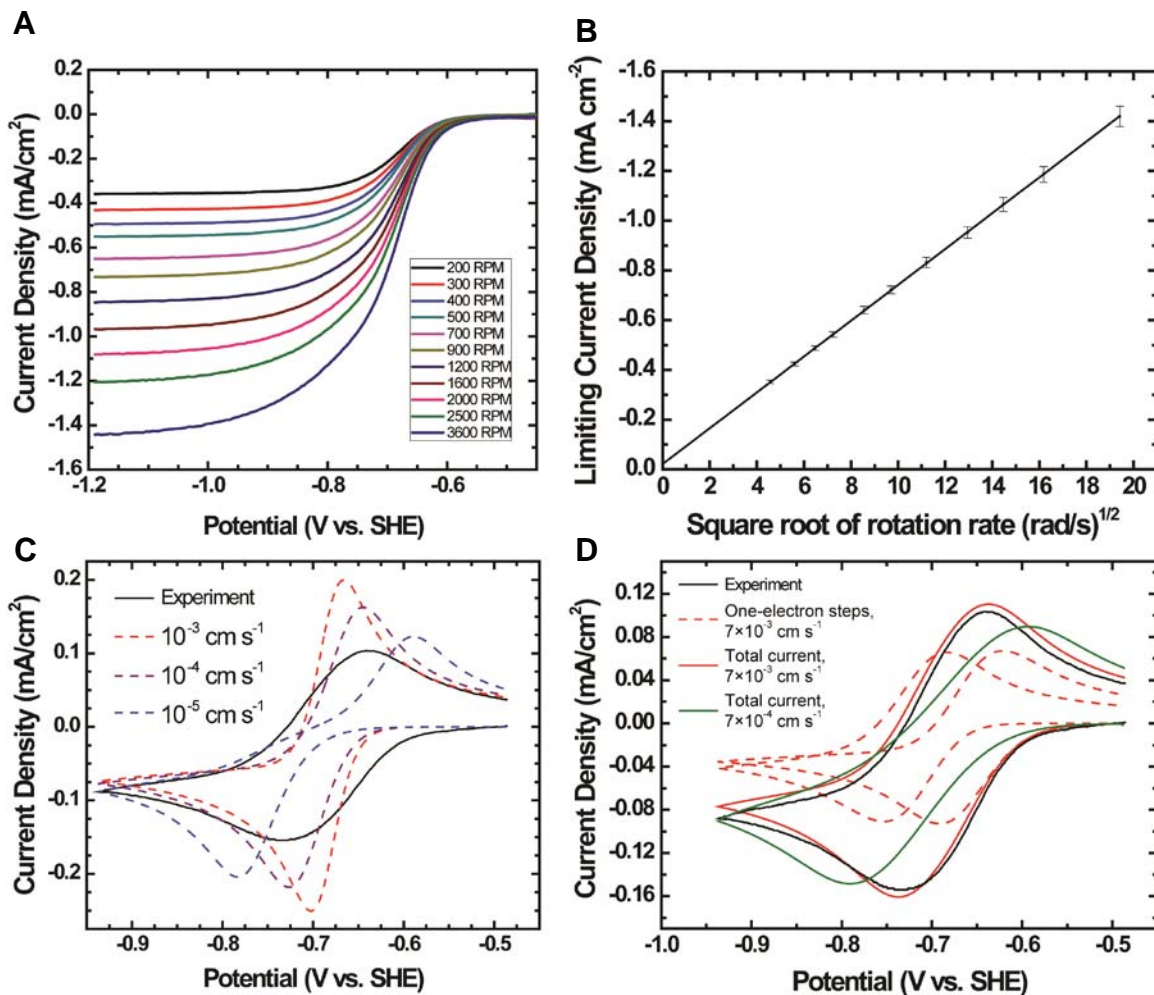 A
0.2
0.0
-0.2
-0.4
-0.6
-0.8
-1.0
-1.2
-1.4
-1.6
Current Density (mA/cm²)
200 RPM
300 RPM
400 RPM
500 RPM
700 RPM
900 RPM
1200 RPM
1600 RPM
2000 RPM
2500 RPM
3600 RPM
-1.2 -1.0 -0.8 -0.6
Potential (V vs. SHE)
B
-1.6
-1.4
-1.2
-1.0
-0.8
-0.6
-0.4
-0.2
0.0
Limiting Current Density (mA cm⁻²)
0 2 4 6 8 10 12 14 16 18 20
Square root of rotation rate (rad/s)^1/2
C
0.2
0.1
0.0
-0.1
-0.2
Current Density (mA/cm²)
Experiment
10⁻³ cm s⁻¹
10⁻⁴ cm s⁻¹
10⁻⁵ cm s⁻¹
-0.9 -0.8 -0.7 -0.6 -0.5
Potential (V vs. SHE)
D
0.12
0.08
0.04
0.00
-0.04
-0.08
-0.12
-0.16
Current Density (mA/cm²)
Experiment
One-electron steps,
7×10⁻³ cm s⁻¹
Total current,
7×10⁻³ cm s⁻¹
Total current,
7×10⁻⁴ cm s⁻¹
-1.0 -0.9 -0.8 -0.7 -0.6 -0.5
Potential (V vs. SHE)